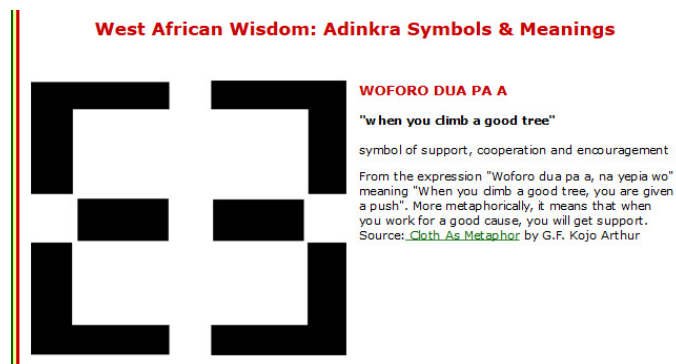 West African Wisdom: Adinkra Symbols & Meanings
WOFORO DUA PA A
"when you climb a good tree"
symbol of support, cooperation and encouragement
From the expression "Woforo dua pa a, na yepia wo"
meaning "When you climb a good tree, you are given
a push". More metaphorically, it means that when
you work for a good cause, you will get support.
Source: Cloth As Metaphor by G.F. Kojo Arthur